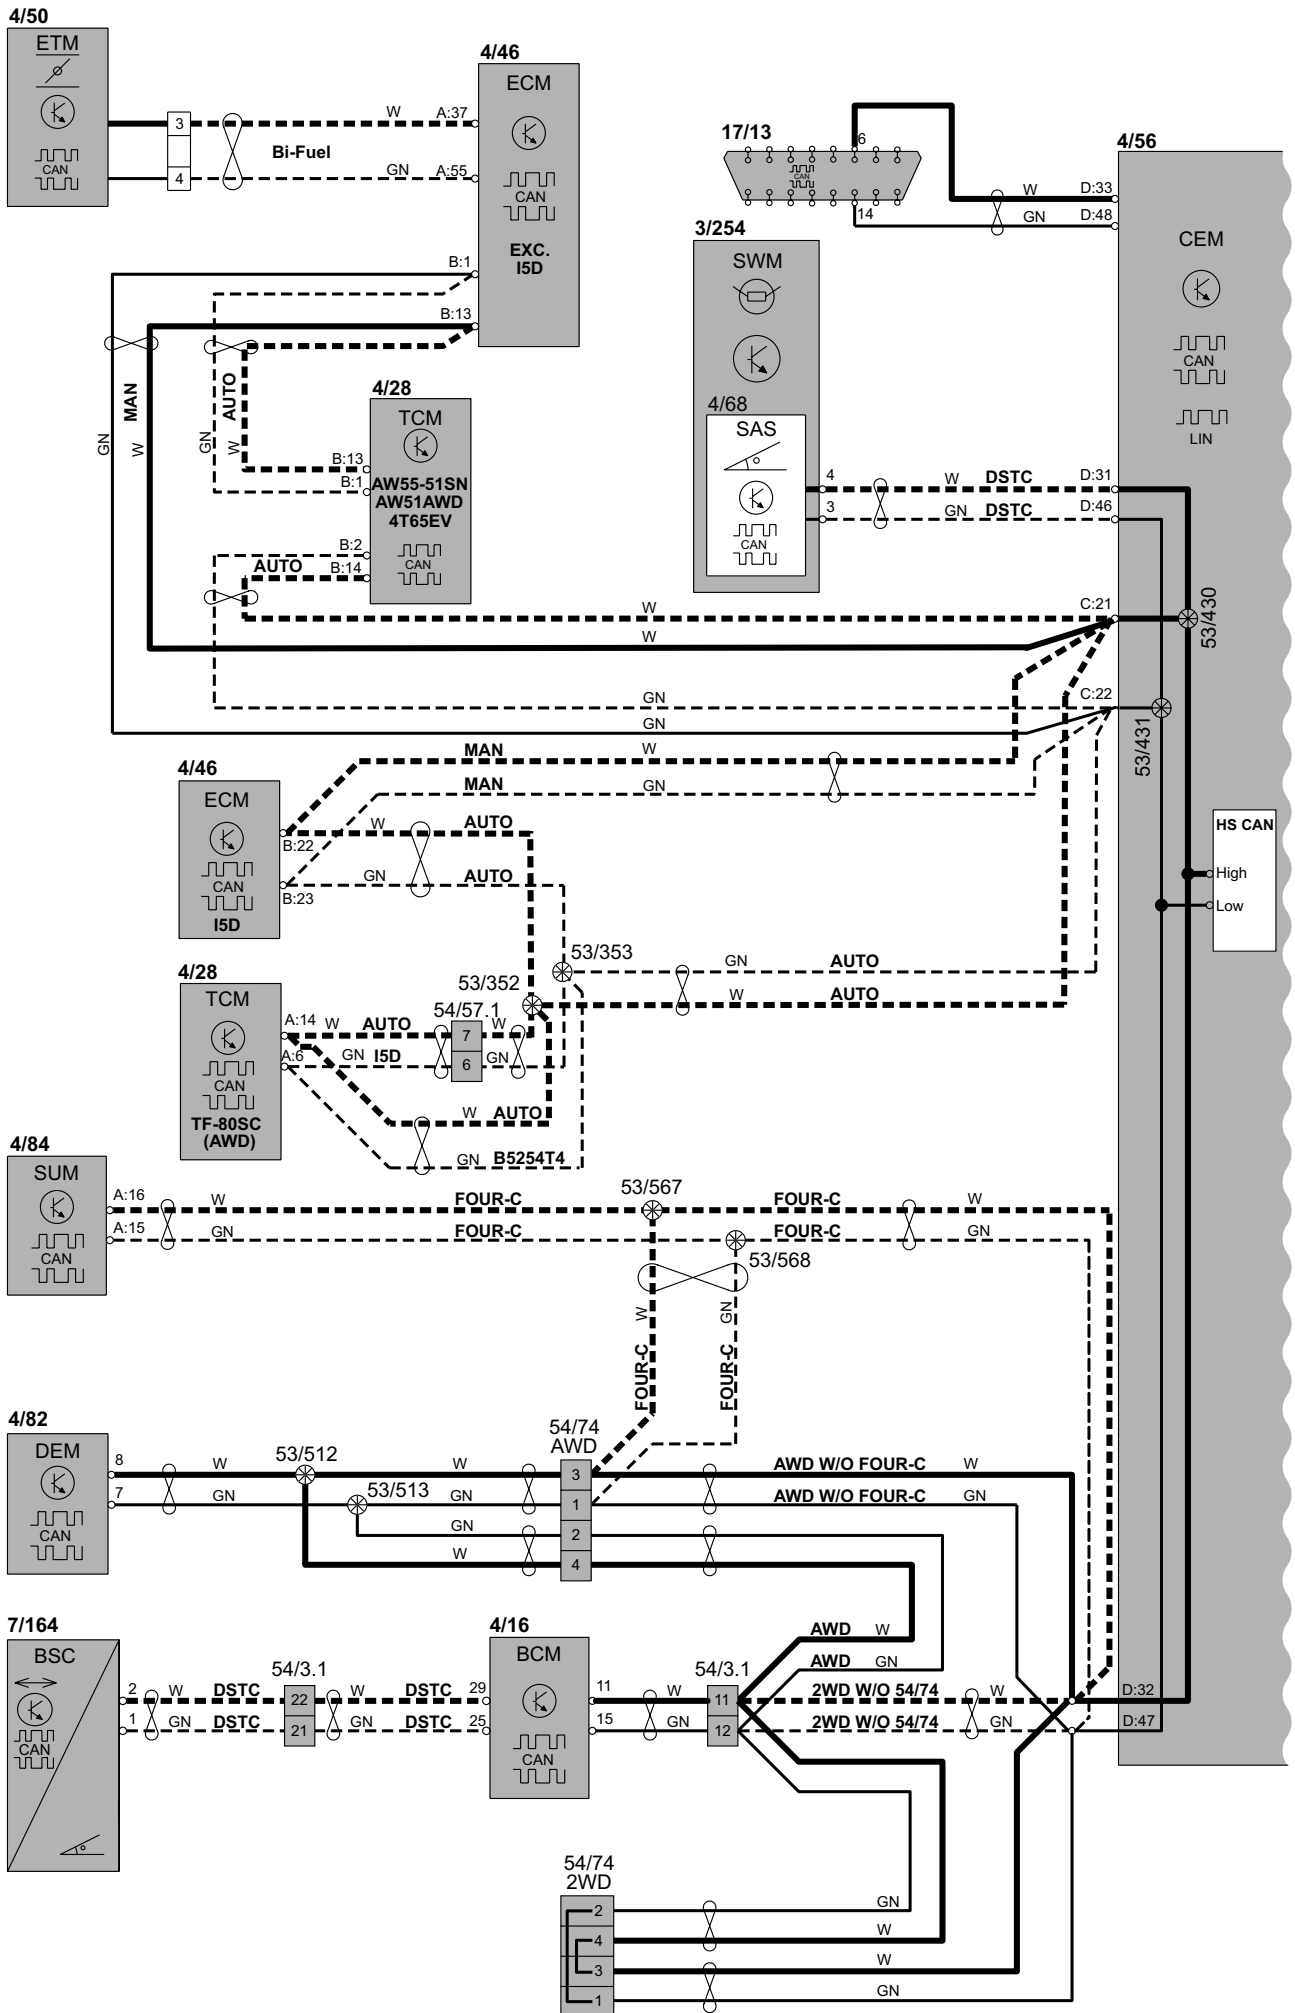 4/50
ETM
CAN
3
4
W
A:37
Bi-Fuel
GN
A:55
4/46
ECM
CAN
EXC.
I5D
B:1
B:13
17/13
6
CAN
14
W
D:33
GN
D:48
4/56
CEM
CAN
LIN
3/254
SWM
4/68
SAS
CAN
4
W
DSTC
D:31
3
GN
DSTC
D:46
MAN
AUTO
GN
W
GN
W
4/28
TCM
B:13
B:1
AW55-51SN
AW51AWD
4T65EV
B:2
B:14
CAN
AUTO
W
C:21
W
53/430
GN
C:22
GN
53/431
MAN
W
4/46
ECM
CAN
I5D
MAN
GN
W
AUTO
B:22
GN
AUTO
B:23
HS CAN
High
Low
53/353
GN
AUTO
53/352
W
AUTO
4/28
TCM
CAN
TF-80SC
(AWD)
54/57.1
A:14
W
AUTO
7
W
A:6
GN
I5D
6
GN
W
AUTO
GN
B5254T4
4/84
SUM
CAN
A:16
W
FOUR-C
53/567
FOUR-C
W
A:15
GN
FOUR-C
FOUR-C
GN
53/568
W
GN
FOUR-C
FOUR-C
4/82
DEM
CAN
8
W
53/512
W
54/74
AWD
3
AWD W/O FOUR-C
W
7
GN
53/513
GN
1
AWD W/O FOUR-C
GN
GN
2
W
4
7/164
BSC
CAN
2
W
DSTC
54/3.1
22
W
DSTC
29
1
GN
DSTC
21
GN
DSTC
25
4/16
BCM
CAN
11
W
54/3.1
11
15
GN
12
AWD
W
AWD
GN
2WD W/O 54/74
W
D:32
2WD W/O 54/74
GN
D:47
54/74
2WD
2
GN
4
W
3
W
1
GN